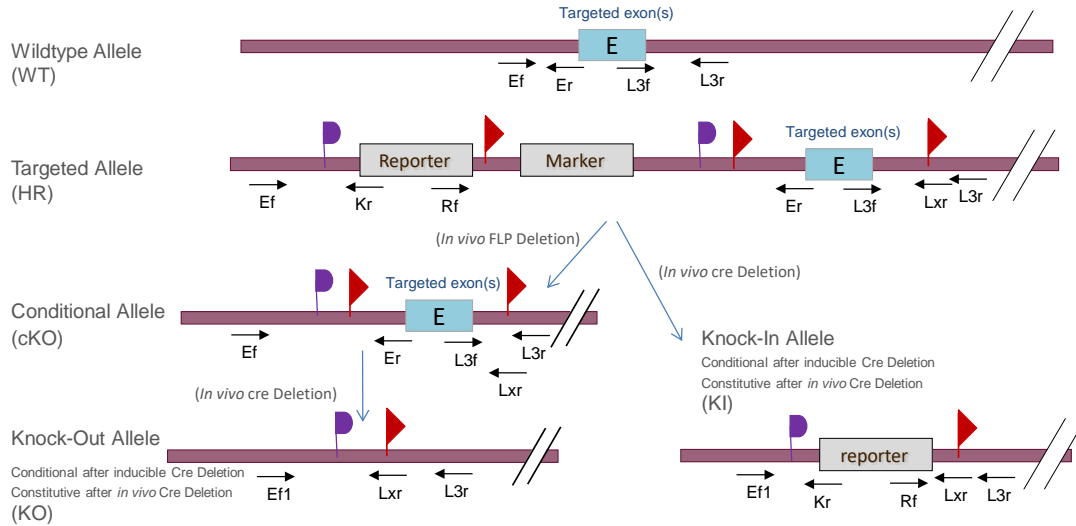 Targeted exon(s)
Wildtype Allele
(WT)
E
Ef
Er
L3f
L3r
Targeted exon(s)
Targeted Allele
(HR)
Reporter
Marker
E
Ef
Kr
Rf
Er
L3f
Lxr
L3r
(In vivo FLP Deletion)
(In vivo cre Deletion)
Conditional Allele
(cKO)
Targeted exon(s)
E
Ef
Er
L3f
L3r
Lxr
(In vivo cre Deletion)
Knock-In Allele
Conditional after inducible Cre Deletion
Constitutive after in vivo Cre Deletion
(KI)
Knock-Out Allele
Conditional after inducible Cre Deletion
Constitutive after in vivo Cre Deletion
(KO)
Ef1
Lxr
L3r
reporter
Ef1
Kr
Rf
Lxr
L3r